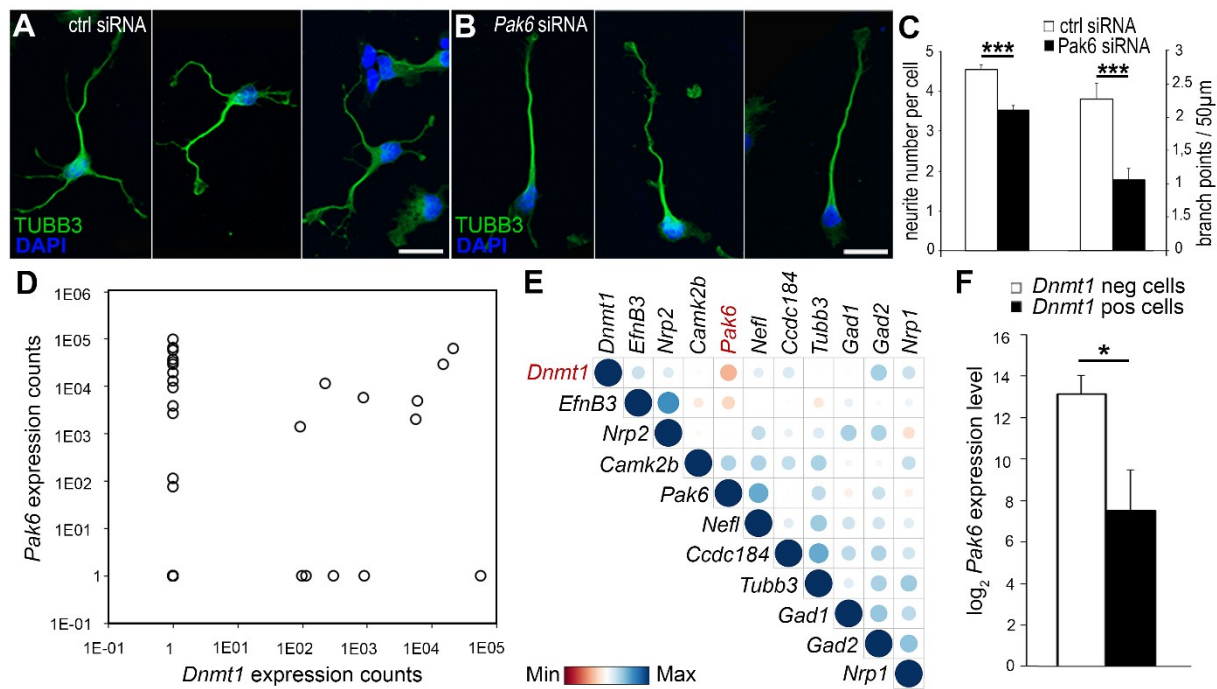 A ctrl siRNA
TUBB3
DAPI
B Pak6 siRNA
TUBB3
DAPI
C
ctrl siRNA
Pak6 siRNA
neurite number per cell
5
4
3
2
1
0
***
***
3
2,5
2
1,5
1
1.5
0
branch points / 50µm
D
Pak6 expression counts
1E06
1E05
1E04
1E03
1E02
1E01
1
1E-01
1E-01 1 1E01 1E02 1E03 1E04 1E05
Dnmt1 expression counts
E
Dnmt1 EfnB3 Nrp2 Camk2b Pak6 Nefl Ccdc184 Tubb3 Gad1 Gad2 Nrp1
Dnmt1
EfnB3
Nrp2
Camk2b
Pak6
Nefl
Ccdc184
Tubb3
Gad1
Gad2
Nrp1
Min Max
F
Dnmt1 neg cells
Dnmt1 pos cells
log2 Pak6 expression level
16
14
12
10
8
6
4
2
0
*